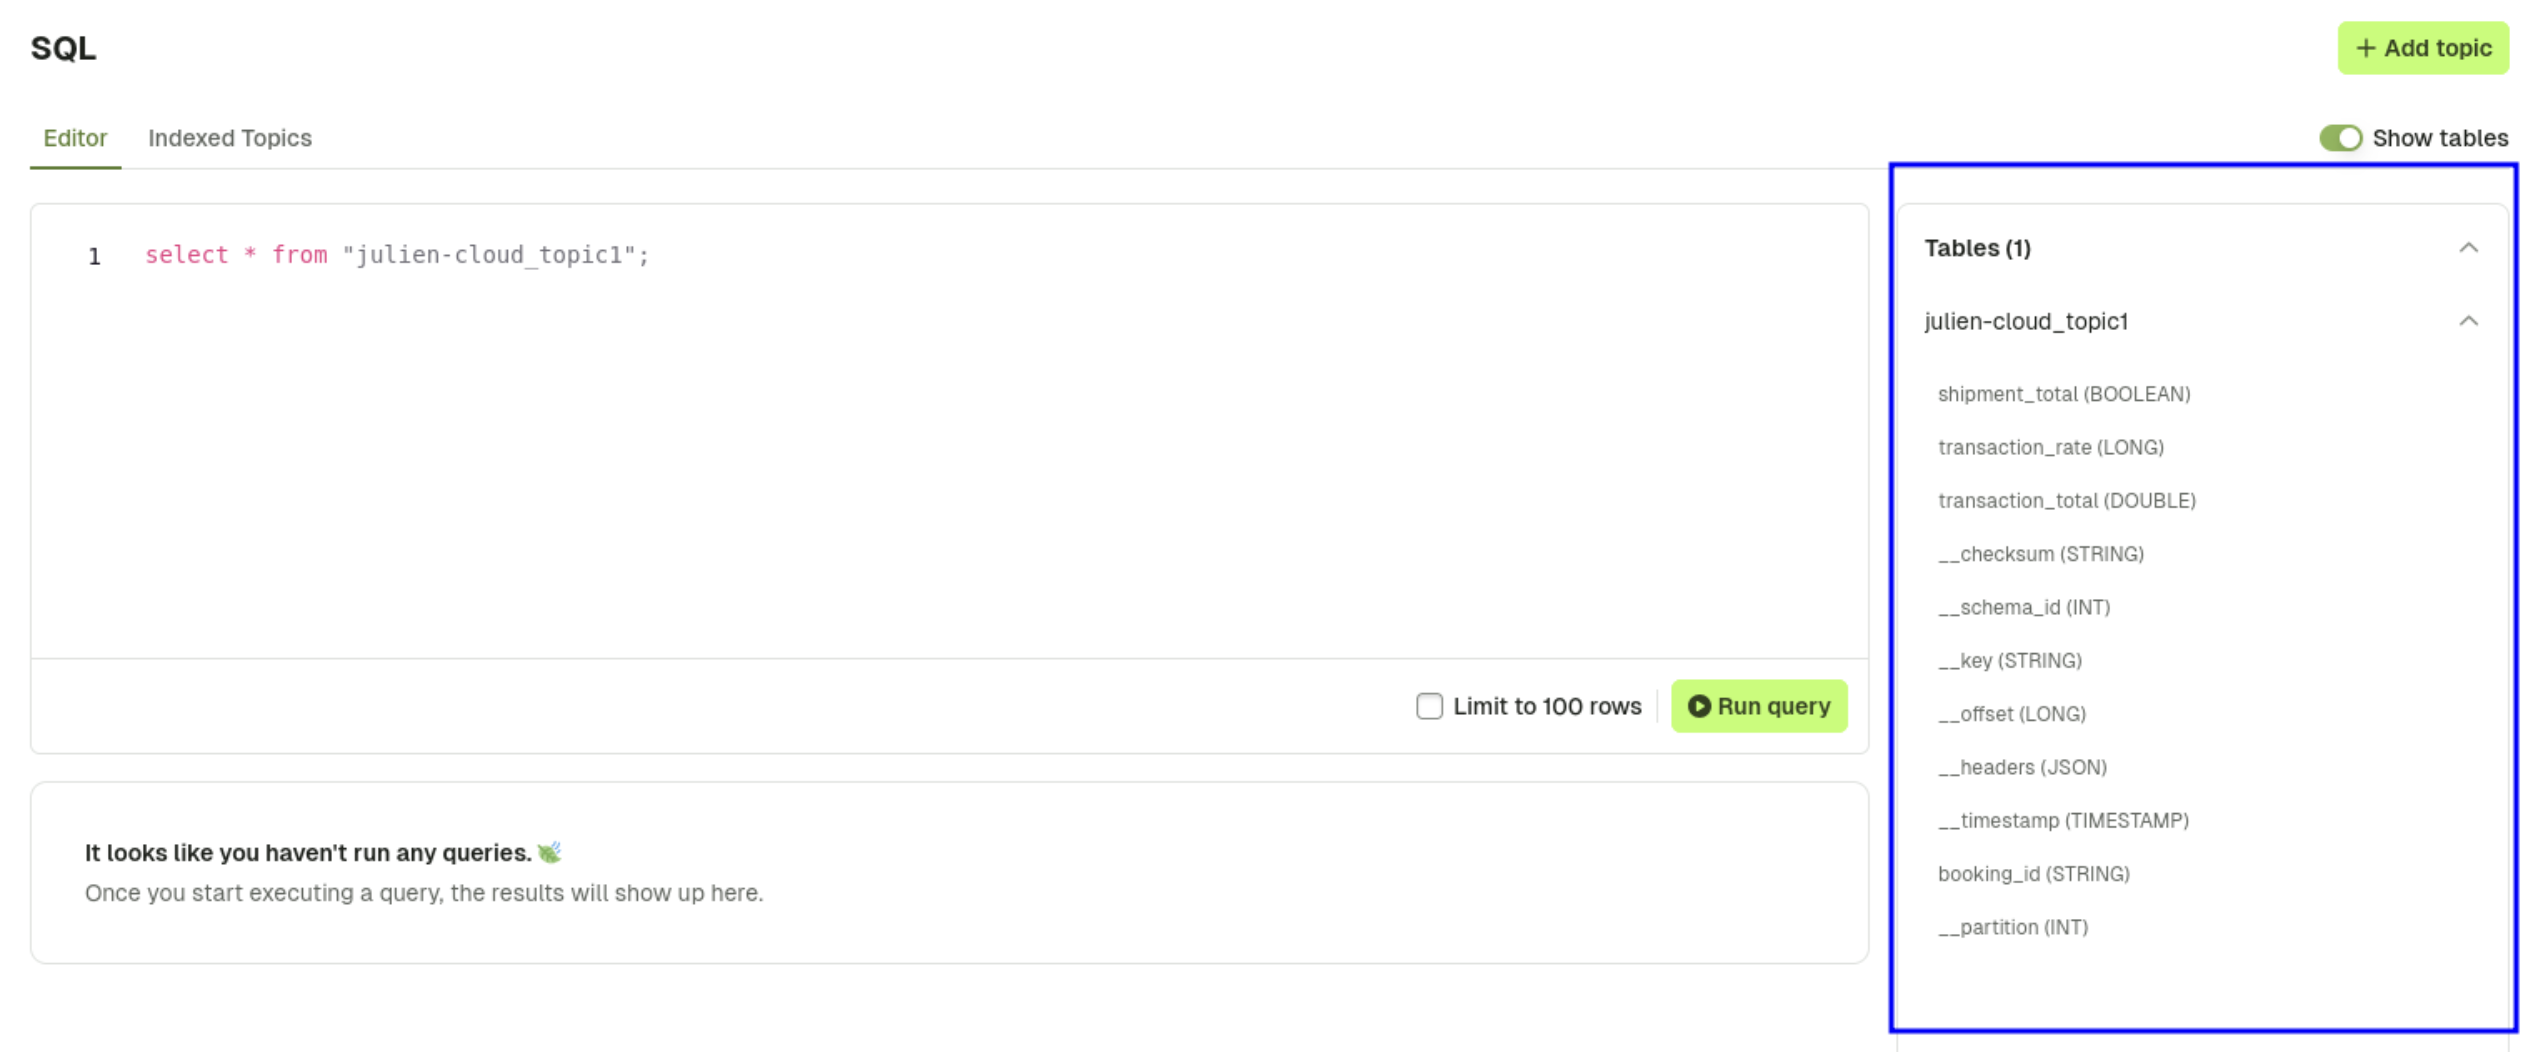 SQL
+ Add topic
Editor
Indexed Topics
Show tables
1 select * from "julien-cloud_topic1";
Limit to 100 rows
Run query
It looks like you haven't run any queries.
Once you start executing a query, the results will show up here.
Tables (1)
julien-cloud_topic1
shipment_total (BOOLEAN)
transaction_rate (LONG)
transaction_total (DOUBLE)
__checksum (STRING)
__schema_id (INT)
__key (STRING)
__offset (LONG)
__headers (JSON)
__timestamp (TIMESTAMP)
booking_id (STRING)
__partition (INT)